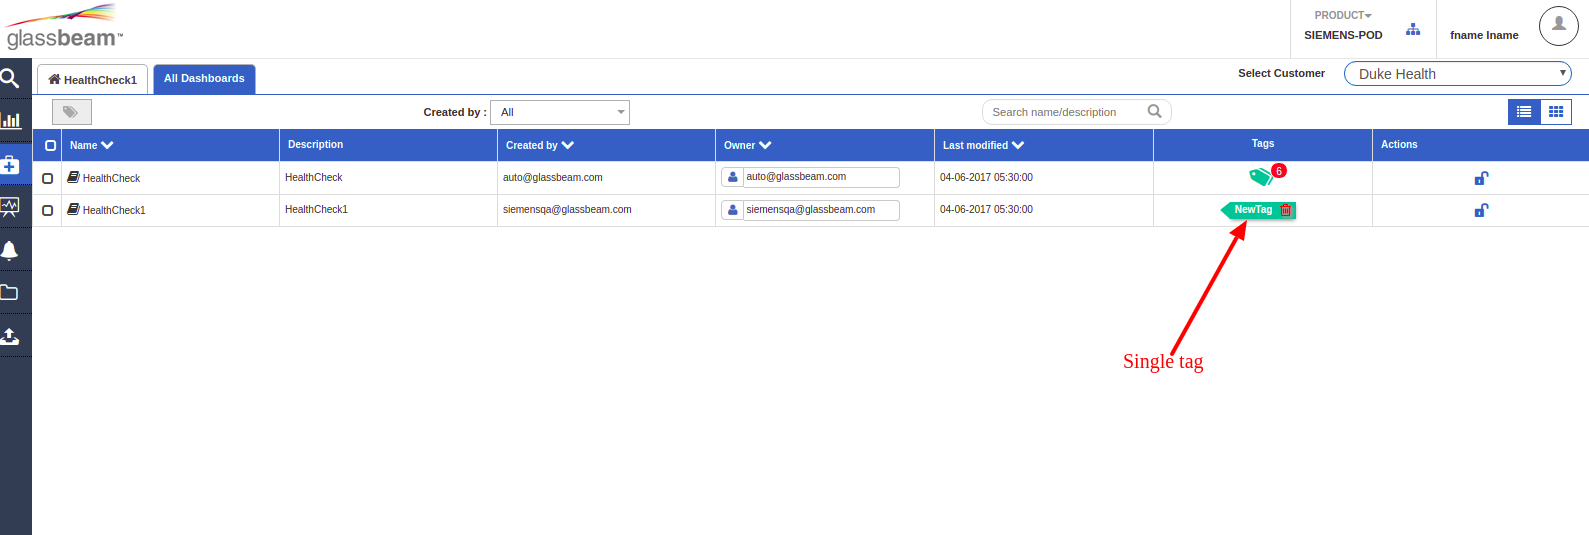 glassbeam™
PRODUCT
SIEMENS-POD
fname lname
HealthCheck1
All Dashboards
Select Customer
Duke Health
Created by :
All
Search name/description
Name
Description
Created by
Owner
Last modified
Tags
Actions
HealthCheck
HealthCheck
auto@glassbeam.com
auto@glassbeam.com
04-06-2017 05:30:00
6
HealthCheck1
HealthCheck1
siemensqa@glassbeam.com
siemensqa@glassbeam.com
04-06-2017 05:30:00
NewTag
Single tag